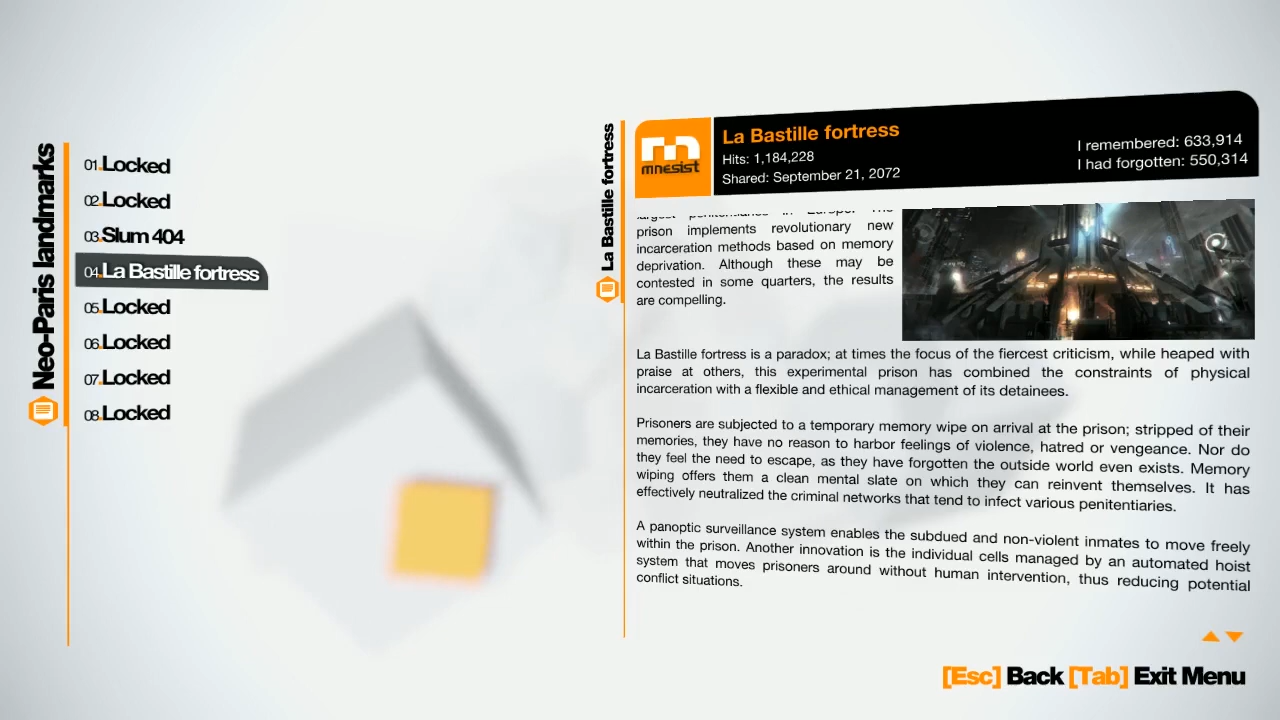 Neo-Paris landmarks
01.Locked
02.Locked
03.Slum 404
04.La Bastille fortress
05.Locked
06.Locked
07.Locked
08.Locked
La Bastille fortress
mnesist
La Bastille fortress
Hits: 1,184,228
Shared: September 21, 2072
I remembered: 633,914
I had forgotten: 550,314
largest penitentiaries in Europe. The
prison implements revolutionary new
incarceration methods based on memory
deprivation. Although these may be
contested in some quarters, the results
are compelling.
La Bastille fortress is a paradox; at times the focus of the fiercest criticism, while heaped with
praise at others, this experimental prison has combined the constraints of physical
incarceration with a flexible and ethical management of its detainees.
Prisoners are subjected to a temporary memory wipe on arrival at the prison; stripped of their
memories, they have no reason to harbor feelings of violence, hatred or vengeance. Nor do
they feel the need to escape, as they have forgotten the outside world even exists. Memory
wiping offers them a clean mental slate on which they can reinvent themselves. It has
effectively neutralized the criminal networks that tend to infect various penitentiaries.
A panoptic surveillance system enables the subdued and non-violent inmates to move freely
within the prison. Another innovation is the individual cells managed by an automated hoist
system that moves prisoners around without human intervention, thus reducing potential
conflict situations.
[Esc] Back [Tab] Exit Menu